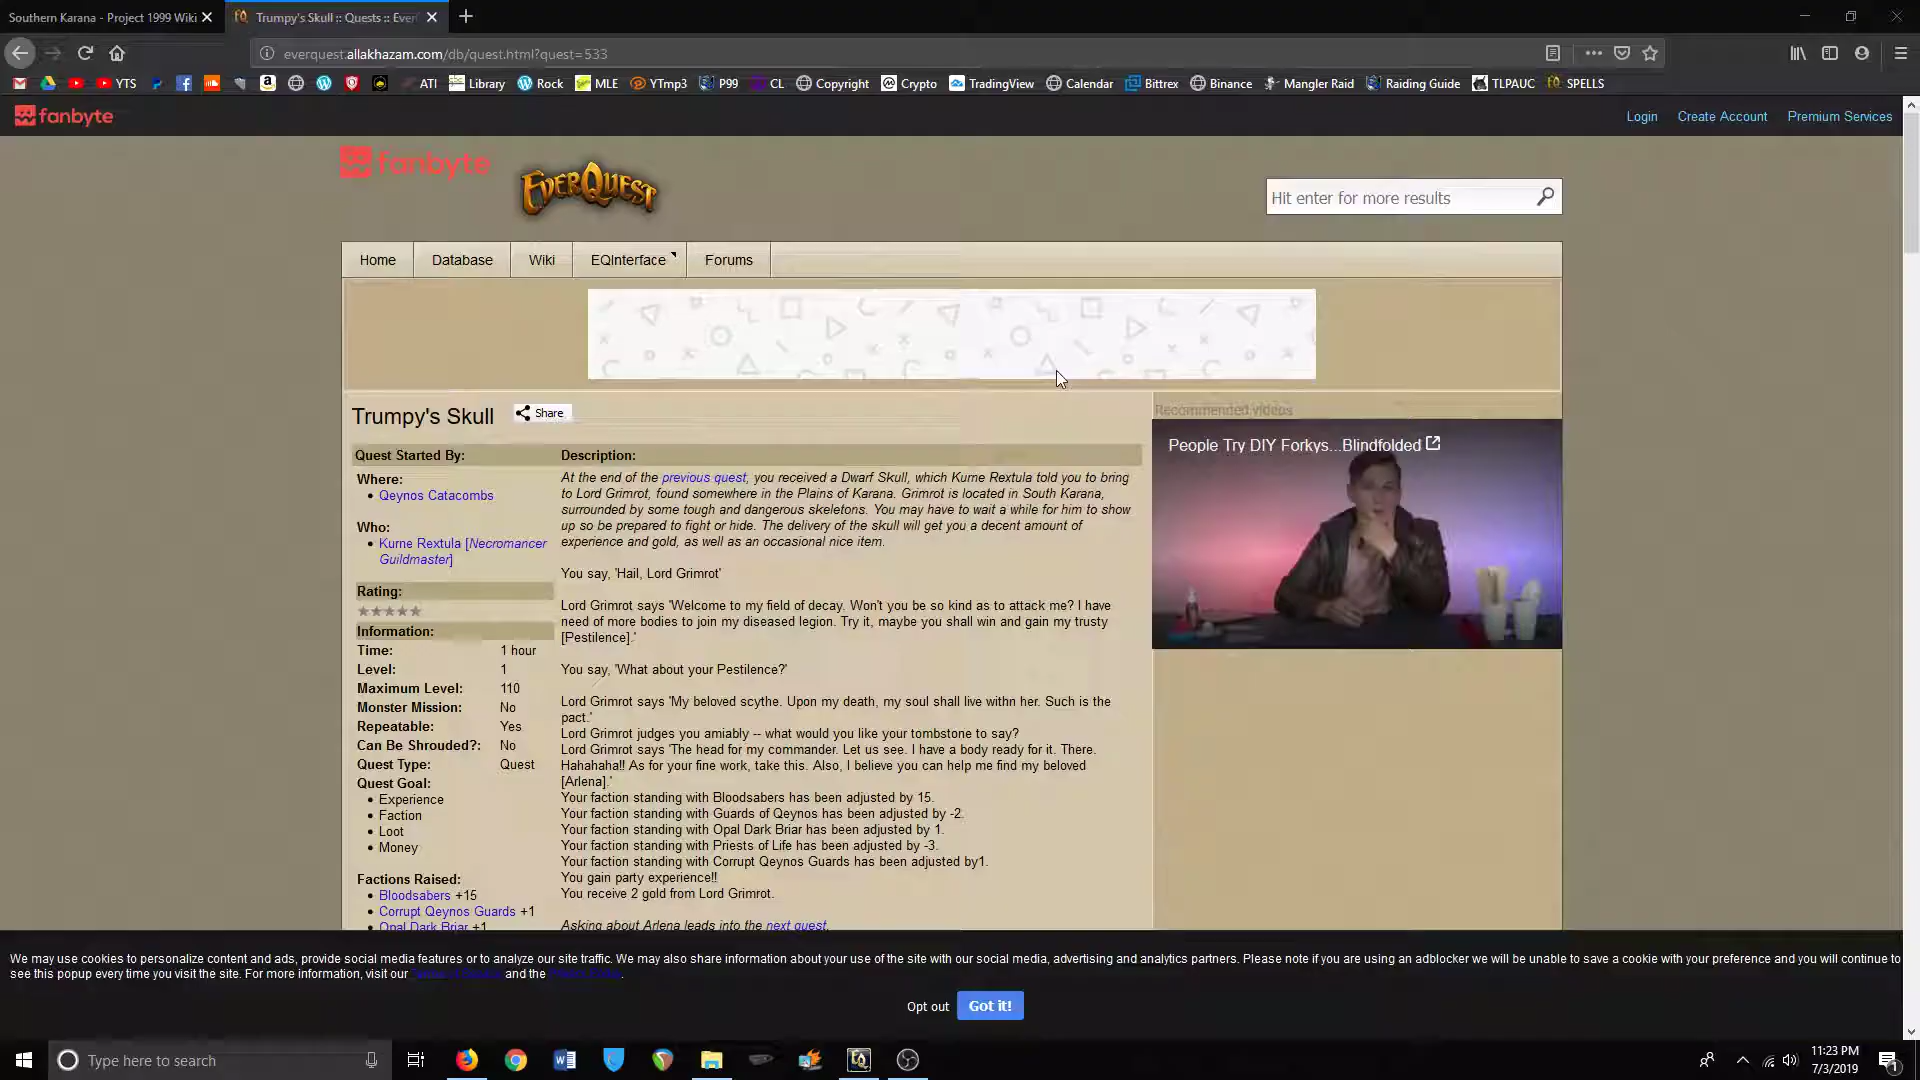 Southern Karana - Project 1999 Wiki
Trumpy's Skull :: Quests :: Ever
everquest.allakhazam.com/db/quest.html?quest=533
YTS
ATI
Library
Rock
MLE
YTmp3
P99
CL
Copyright
Crypto
TradingView
Calendar
Bittrex
Binance
Mangler Raid
Raiding Guide
TLPAUC
SPELLS
fanbyte
Login
Create Account
Premium Services
fanbyte
EVERQUEST
Hit enter for more results
Home
Database
Wiki
EQInterface
Forums
Trumpy's Skull
Share
Quest Started By:
Where:
• Qeynos Catacombs
Who:
• Kurne Rextula [Necromancer
Guildmaster]
Rating:
Information:
Time: 1 hour
Level: 1
Maximum Level: 110
Monster Mission: No
Repeatable: Yes
Can Be Shrouded?: No
Quest Type: Quest
Quest Goal:
• Experience
• Faction
• Loot
• Money
Factions Raised:
• Bloodsabers +15
• Corrupt Qeynos Guards +1
• Opal Dark Briar +1
Description:
At the end of the previous quest, you received a Dwarf Skull, which Kurne Rextula told you to bring
to Lord Grimrot, found somewhere in the Plains of Karana. Grimrot is located in South Karana,
surrounded by some tough and dangerous skeletons. You may have to wait a while for him to show
up so be prepared to fight or hide. The delivery of the skull will get you a decent amount of
experience and gold, as well as an occasional nice item.
You say, 'Hail, Lord Grimrot'
Lord Grimrot says 'Welcome to my field of decay. Won't you be so kind as to attack me? I have
need of more bodies to join my diseased legion. Try it, maybe you shall win and gain my trusty
[Pestilence].'
You say, 'What about your Pestilence?'
Lord Grimrot says 'My beloved scythe. Upon my death, my soul shall live withn her. Such is the
pact.'
Lord Grimrot judges you amiably -- what would you like your tombstone to say?
Lord Grimrot says 'The head for my commander. Let us see. I have a body ready for it. There.
Hahahaha!! As for your fine work, take this. Also, I believe you can help me find my beloved
[Arlena].'
Your faction standing with Bloodsabers has been adjusted by 15.
Your faction standing with Guards of Qeynos has been adjusted by -2.
Your faction standing with Opal Dark Briar has been adjusted by 1.
Your faction standing with Priests of Life has been adjusted by -3.
Your faction standing with Corrupt Qeynos Guards has been adjusted by1.
You gain party experience!!
You receive 2 gold from Lord Grimrot.
Asking about Arlena leads into the next quest.
Recommended videos
People Try DIY Forkys...Blindfolded
We may use cookies to personalize content and ads, provide social media features or to analyze our site traffic. We may also share information about your use of the site with our social media, advertising and analytics partners. Please note if you are using an adblocker we will be unable to save a cookie with your preference and you will continue to
see this popup every time you visit the site. For more information, visit our Terms of Service and the Privacy Policy.
Opt out
Got it!
Type here to search
11:23 PM
7/3/2019
1